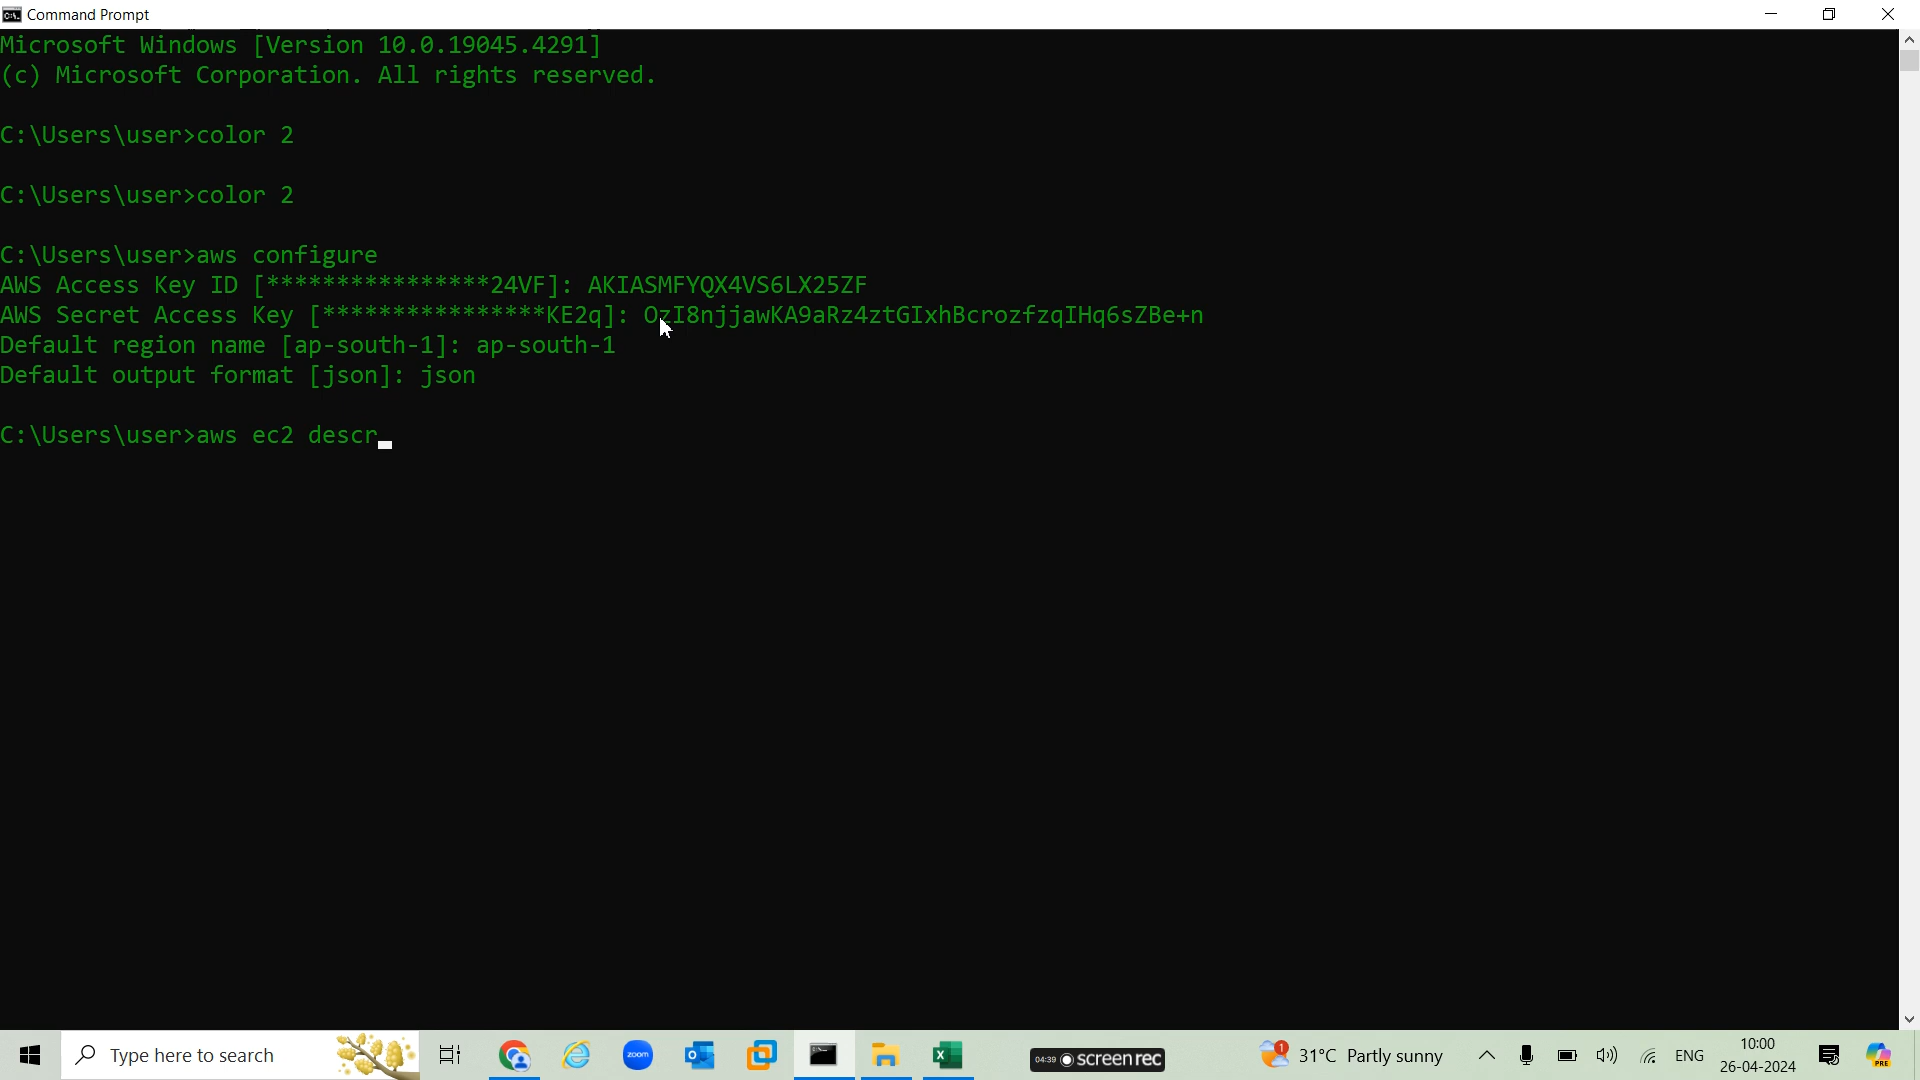 Command Prompt
Microsoft Windows [Version 10.0.19045.4291]
(c) Microsoft Corporation. All rights reserved.
C:\Users\user>color 2
C:\Users\user>color 2
C:\Users\user>aws configure
AWS Access Key ID [****************24VF]: AKIASMFYQX4VS6LX25ZF
AWS Secret Access Key [****************KE2q]: 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
Default region name [ap-south-1]: ap-south-1
Default output format [json]: json
C:\Users\user>aws ec2 descr
Type here to search
zoom
04:39 screenrec
1
31°C Partly sunny
ENG
10:00
26-04-2024
PRE